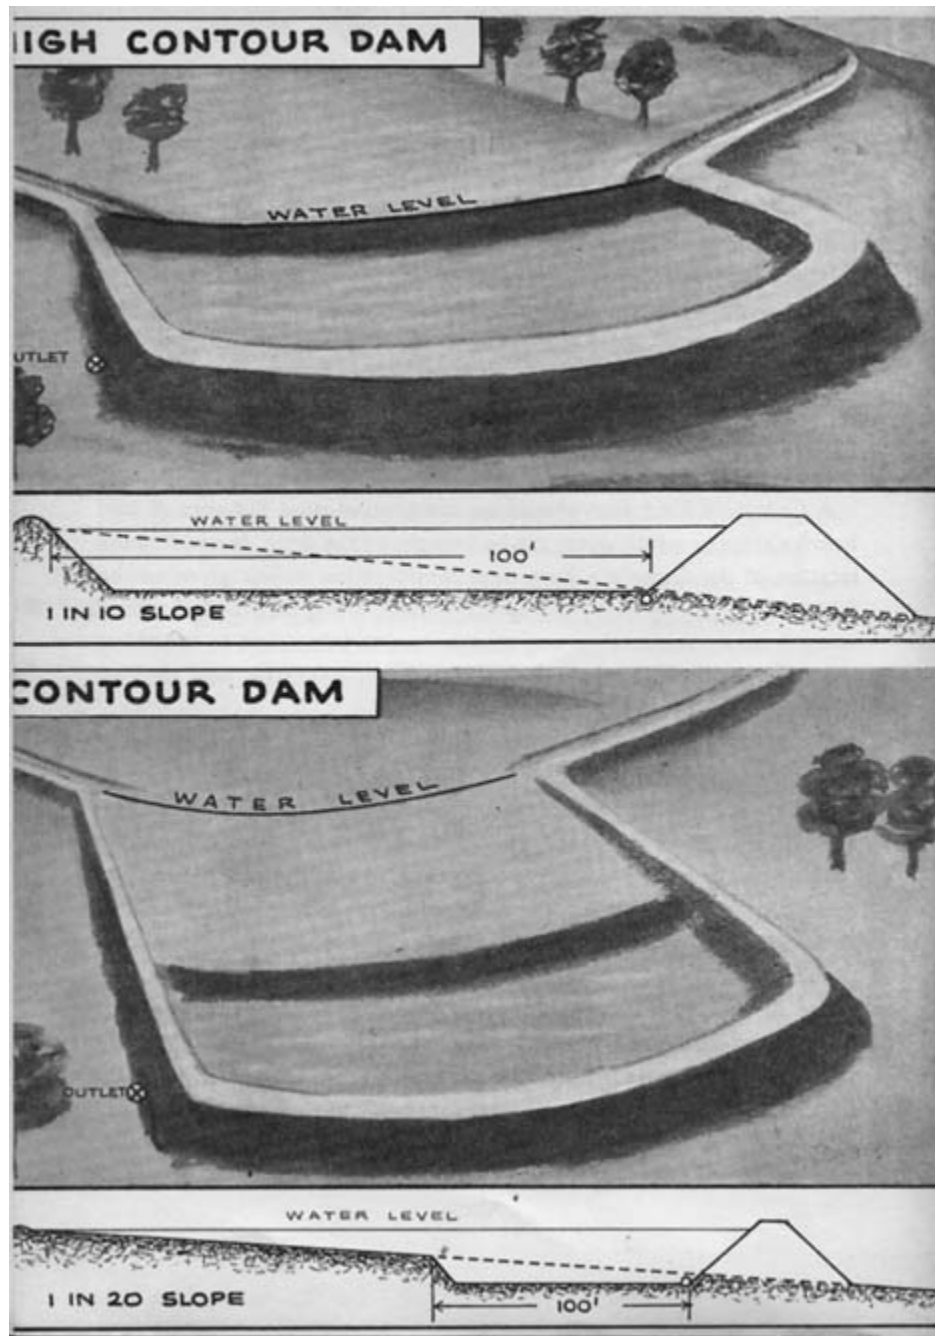 HIGH CONTOUR DAM
WATER LEVEL
UTLET
WATER LEVEL
100'
1 IN 10 SLOPE
CONTOUR DAM
WATER LEVEL
OUTLET
WATER LEVEL
1 IN 20 SLOPE
100'